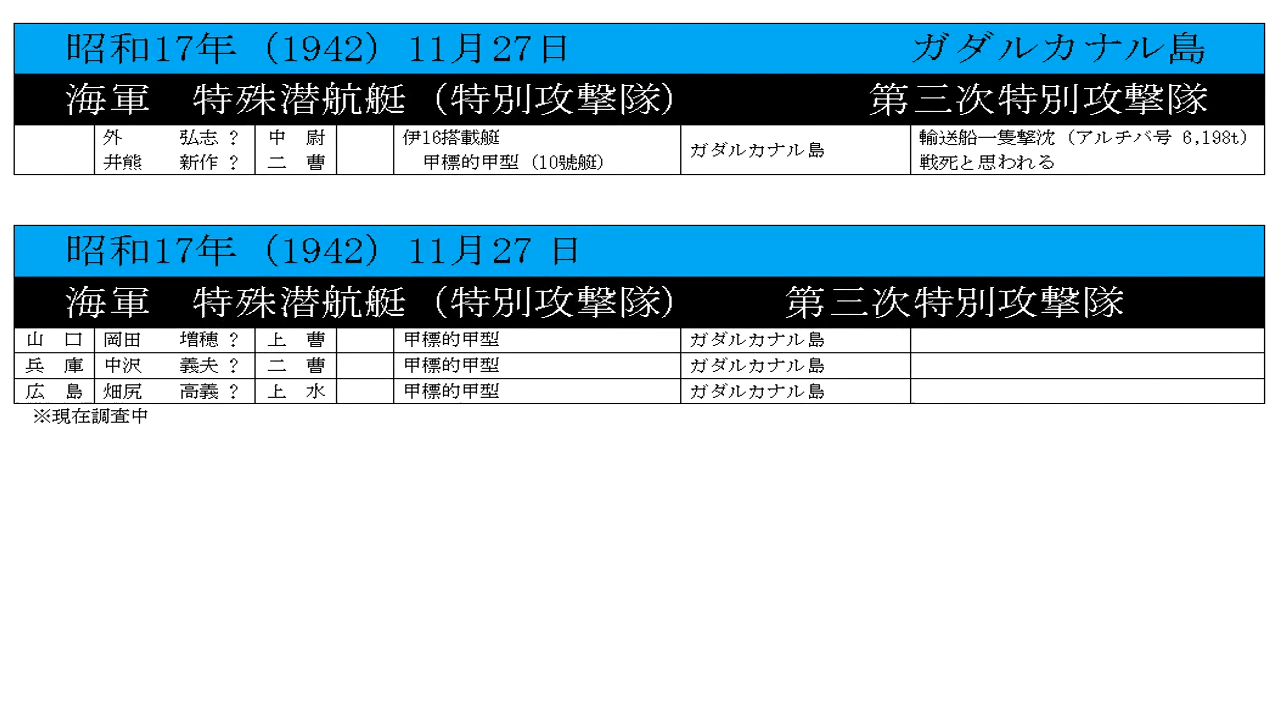 昭和17年（1942）11月27日　ガダルカナル島
海軍　特殊潜航艇（特別攻撃隊）　第三次特別攻撃隊
外　弘志？　中　尉　伊16搭載艇　ガダルカナル島　輸送船一隻撃沈（アルチバ号 6,198t）
井熊　新作？　二　曹　甲標的甲型（10號艇）　戦死と思われる
昭和17年（1942）11月27 日
海軍　特殊潜航艇（特別攻撃隊）　第三次特別攻撃隊
山　口　岡田　増穂？　上　曹　甲標的甲型　ガダルカナル島
兵　庫　中沢　義夫？　二　曹　甲標的甲型　ガダルカナル島
広　島　畑尻　高義？　上　水　甲標的甲型　ガダルカナル島
※現在調査中